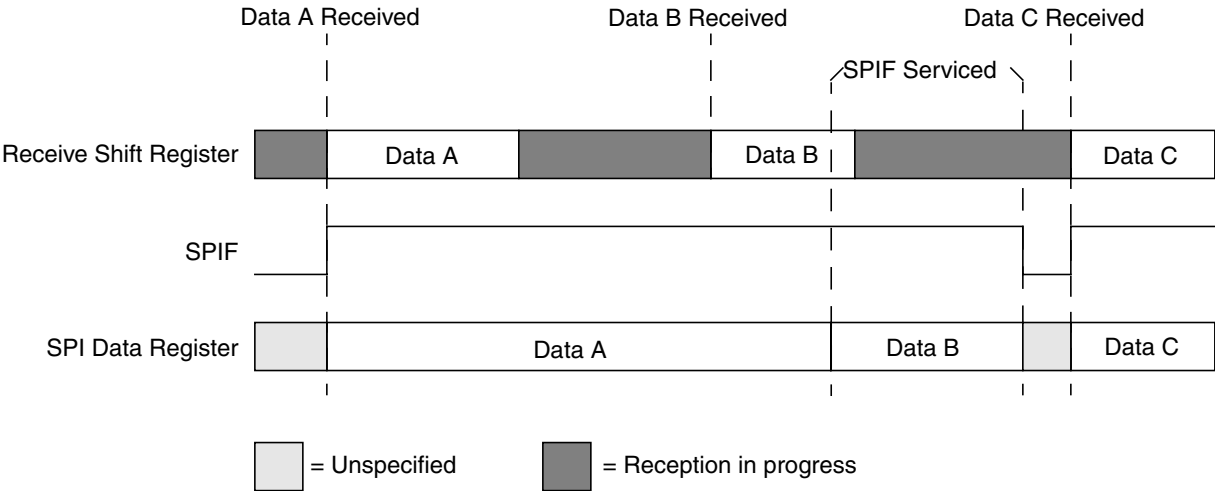 Data A Received
Data B Received
Data C Received
SPIF Serviced
Receive Shift Register
Data A
Data B
Data C
SPIF
SPI Data Register
Data A
Data B
Data C
= Unspecified
= Reception in progress